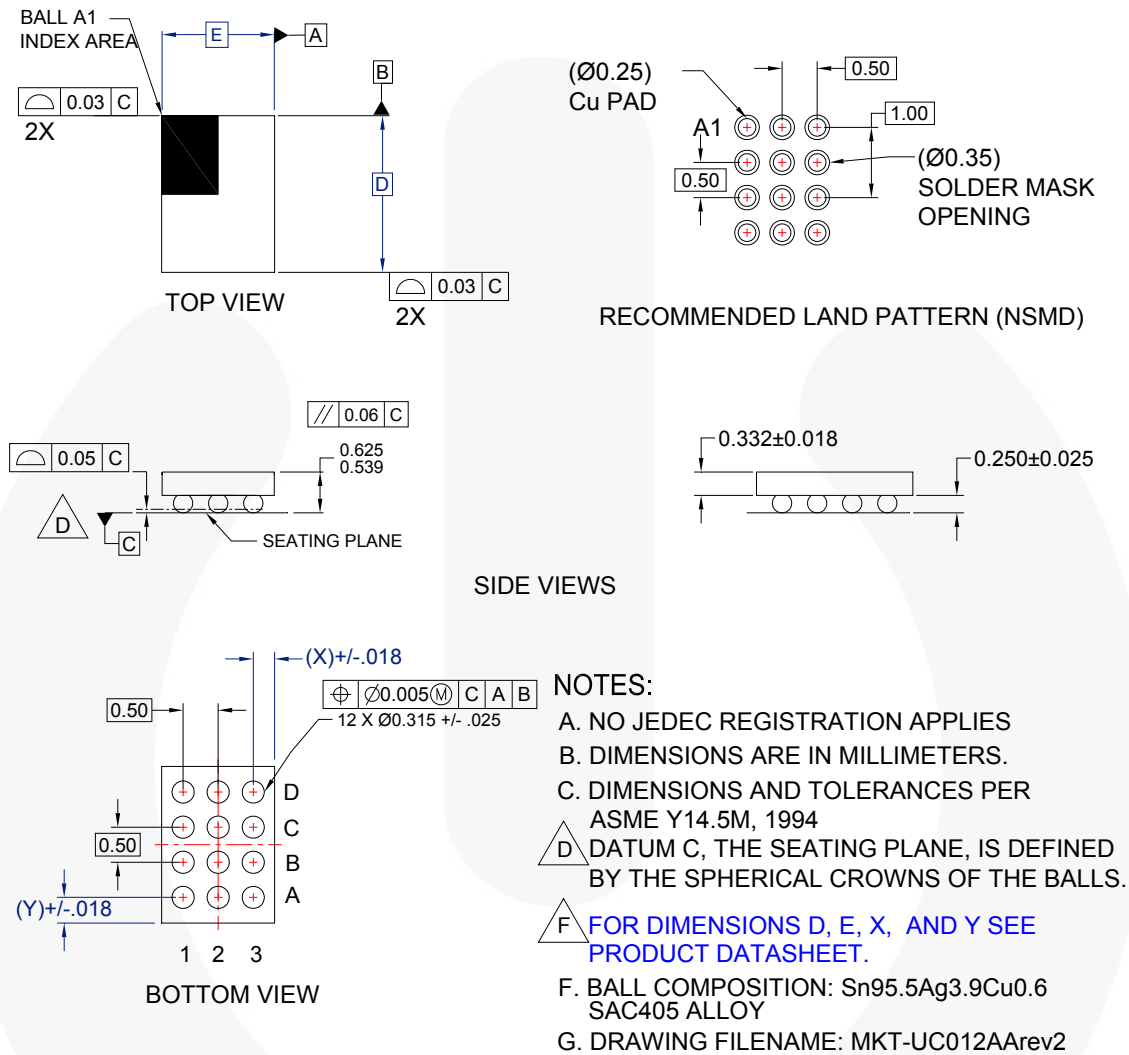 BALL A1
INDEX AREA
E
A
B
⌓ 0.03 C
2X
D
⌓ 0.03 C
2X
TOP VIEW
(Ø0.25)
Cu PAD
0.50
1.00
A1
0.50
(Ø0.35)
SOLDER MASK
OPENING
RECOMMENDED LAND PATTERN (NSMD)
// 0.06 C
⌓ 0.05 C
0.625
0.539
D
C
SEATING PLANE
0.332±0.018
0.250±0.025
SIDE VIEWS
(X)+/-.018
0.50
⌖ Ø0.005Ⓜ C A B
12 X Ø0.315 +/- .025
D
C
0.50
B
A
(Y)+/-.018
1 2 3
BOTTOM VIEW
NOTES:
A. NO JEDEC REGISTRATION APPLIES
B. DIMENSIONS ARE IN MILLIMETERS.
C. DIMENSIONS AND TOLERANCES PER
ASME Y14.5M, 1994
D DATUM C, THE SEATING PLANE, IS DEFINED
BY THE SPHERICAL CROWNS OF THE BALLS.
F FOR DIMENSIONS D, E, X, AND Y SEE
PRODUCT DATASHEET.
F. BALL COMPOSITION: Sn95.5Ag3.9Cu0.6
SAC405 ALLOY
G. DRAWING FILENAME: MKT-UC012AArev2